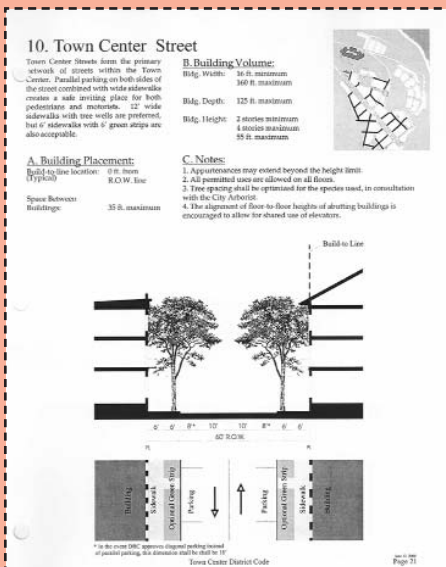 10. Town Center Street
Town Center Streets form the primary
network of streets within the Town
Center. Parallel parking on both sides of
the street combined with wide sidewalks
creates a safe inviting place for both
pedestrians and motorists. 12' wide
sidewalks with tree wells are preferred,
but 6' sidewalks with 6' green strips are
also acceptable.
B. Building Volume:
Bldg. Width: 16 ft. minimum
160 ft. maximum
Bldg. Depth: 125 ft. maximum
Bldg. Height: 2 stories minimum
4 stories maximum
55 ft. maximum
A. Building Placement:
Build-to-line location: 0 ft. from
(Typical) R.O.W. line
Space Between
Buildings: 35 ft. maximum
C. Notes:
1. Appurtenances may extend beyond the height limit.
2. All permitted uses are allowed on all floors.
3. Tree spacing shall be optimized for the species used, in consultation
with the City Arborist.
4. The alignment of floor-to-floor heights of abutting buildings is
encouraged to allow for shared use of elevators.
Build-to Line
6' 6' 8'* 10' 10' 8'* 6' 6'
60' R.O.W.
Building
Sidewalk
Optional Green Strip
Parking
Parking
Optional Green Strip
Sidewalk
Building
* In the event DRC approves diagonal parking instead
of parallel parking, this dimension shall be shall be 18'
Town Center District Code
Page 21